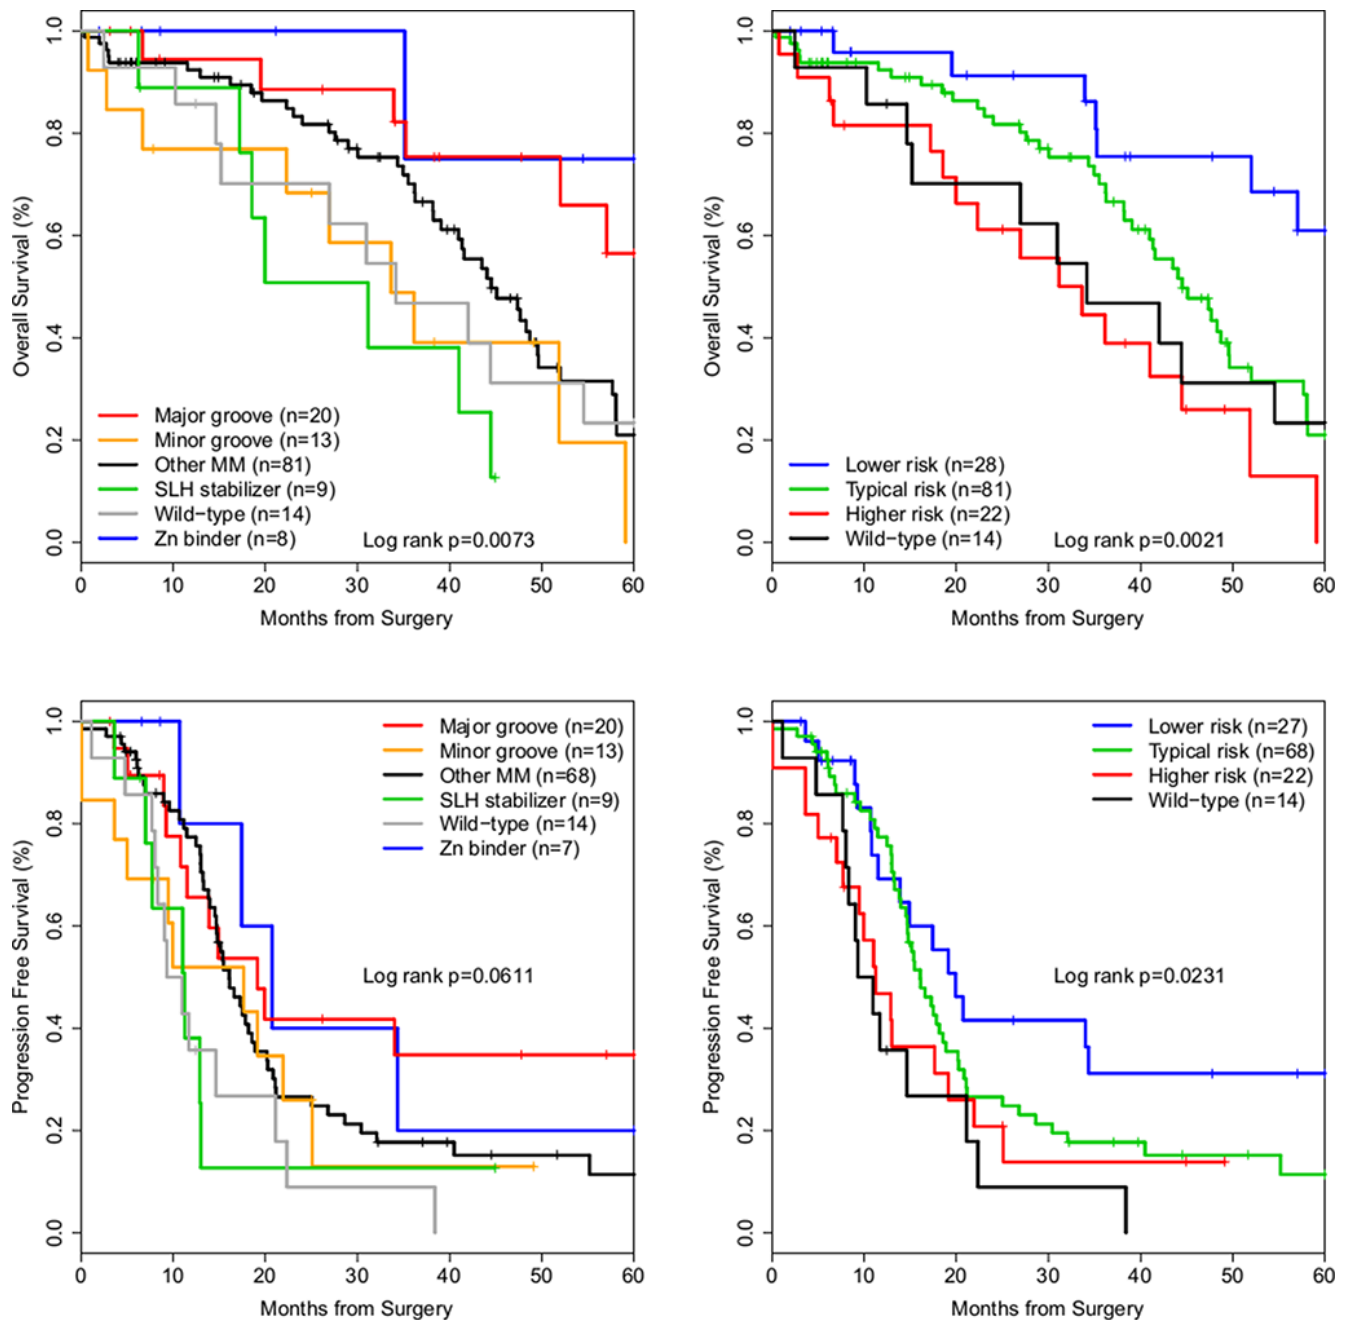 Overall Survival (%)
1.0
0.8
0.6
0.4
0.2
0.0
Major groove (n=20)
Minor groove (n=13)
Other MM (n=81)
SLH stabilizer (n=9)
Wild−type (n=14)
Zn binder (n=8)
Log rank p=0.0073
0 10 20 30 40 50 60
Months from Surgery
Overall Survival (%)
1.0
0.8
0.6
0.4
0.2
0.0
Lower risk (n=28)
Typical risk (n=81)
Higher risk (n=22)
Wild−type (n=14)
Log rank p=0.0021
0 10 20 30 40 50 60
Months from Surgery
Progression Free Survival (%)
1.0
0.8
0.6
0.4
0.2
0.0
Major groove (n=20)
Minor groove (n=13)
Other MM (n=68)
SLH stabilizer (n=9)
Wild−type (n=14)
Zn binder (n=7)
Log rank p=0.0611
0 10 20 30 40 50 60
Months from Surgery
Progression Free Survival (%)
1.0
0.8
0.6
0.4
0.2
0.0
Lower risk (n=27)
Typical risk (n=68)
Higher risk (n=22)
Wild−type (n=14)
Log rank p=0.0231
0 10 20 30 40 50 60
Months from Surgery